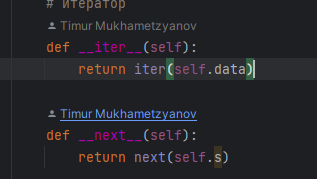 # Итератор
Timur Mukhametzyanov
def __iter__(self):
return iter(self.data)
Timur Mukhametzyanov
def __next__(self):
return next(self.s)